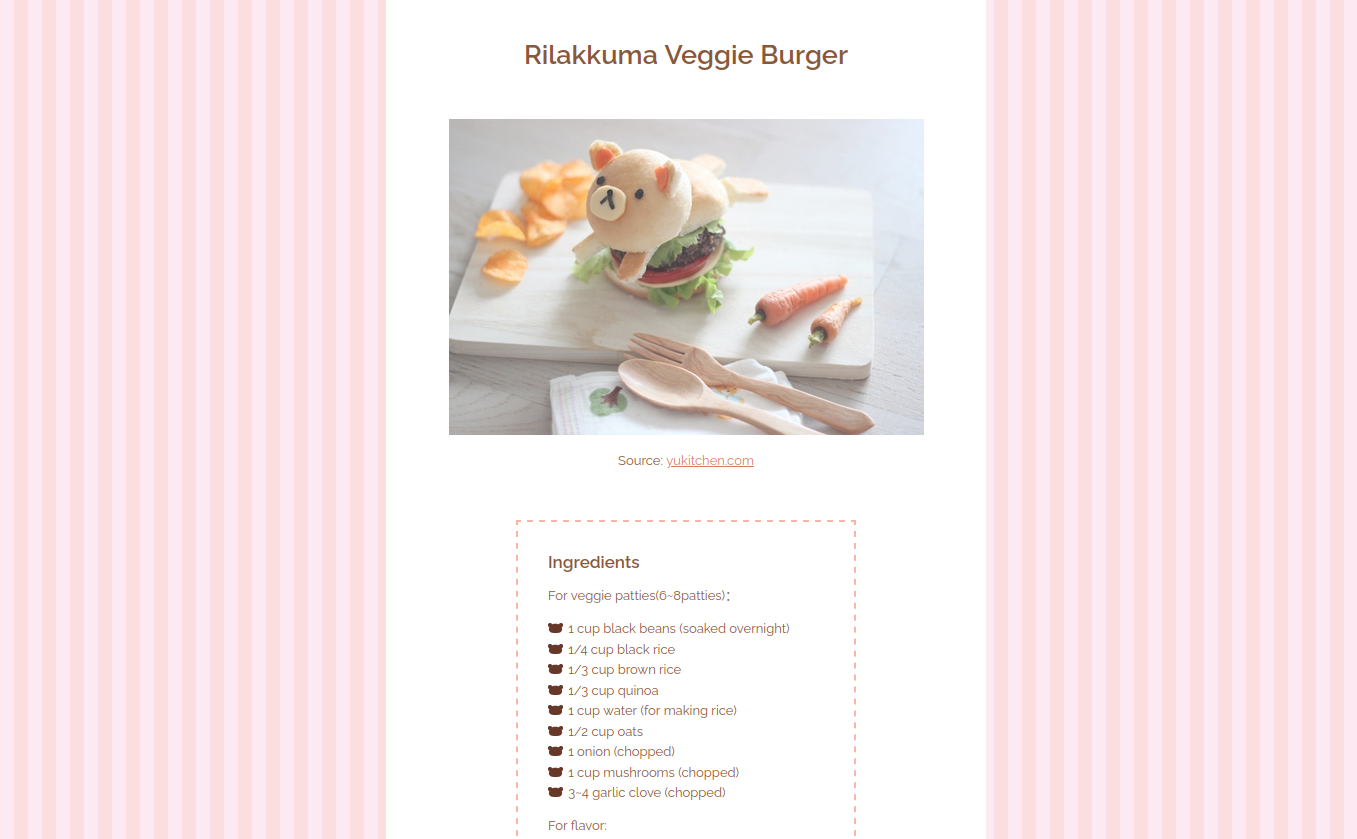 Rilakkuma Veggie Burger
Source: yukitchen.com
Ingredients
For veggie patties(6~8patties)：
1 cup black beans (soaked overnight)
1/4 cup black rice
1/3 cup brown rice
1/3 cup quinoa
1 cup water (for making rice)
1/2 cup oats
1 onion (chopped)
1 cup mushrooms (chopped)
3~4 garlic clove (chopped)
For flavor: